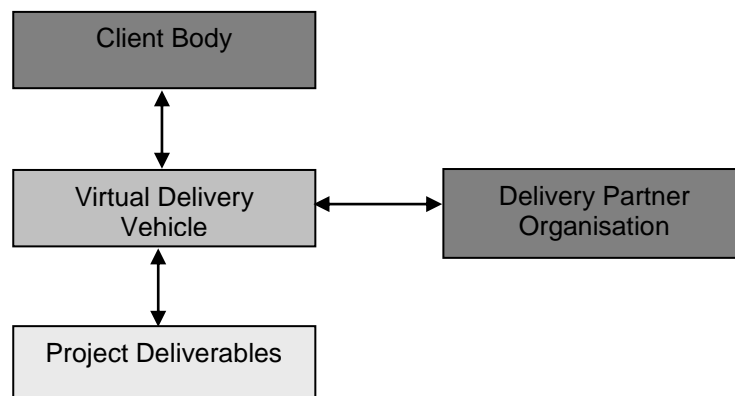 Client Body
Virtual Delivery
Vehicle
Delivery Partner
Organisation
Project Deliverables